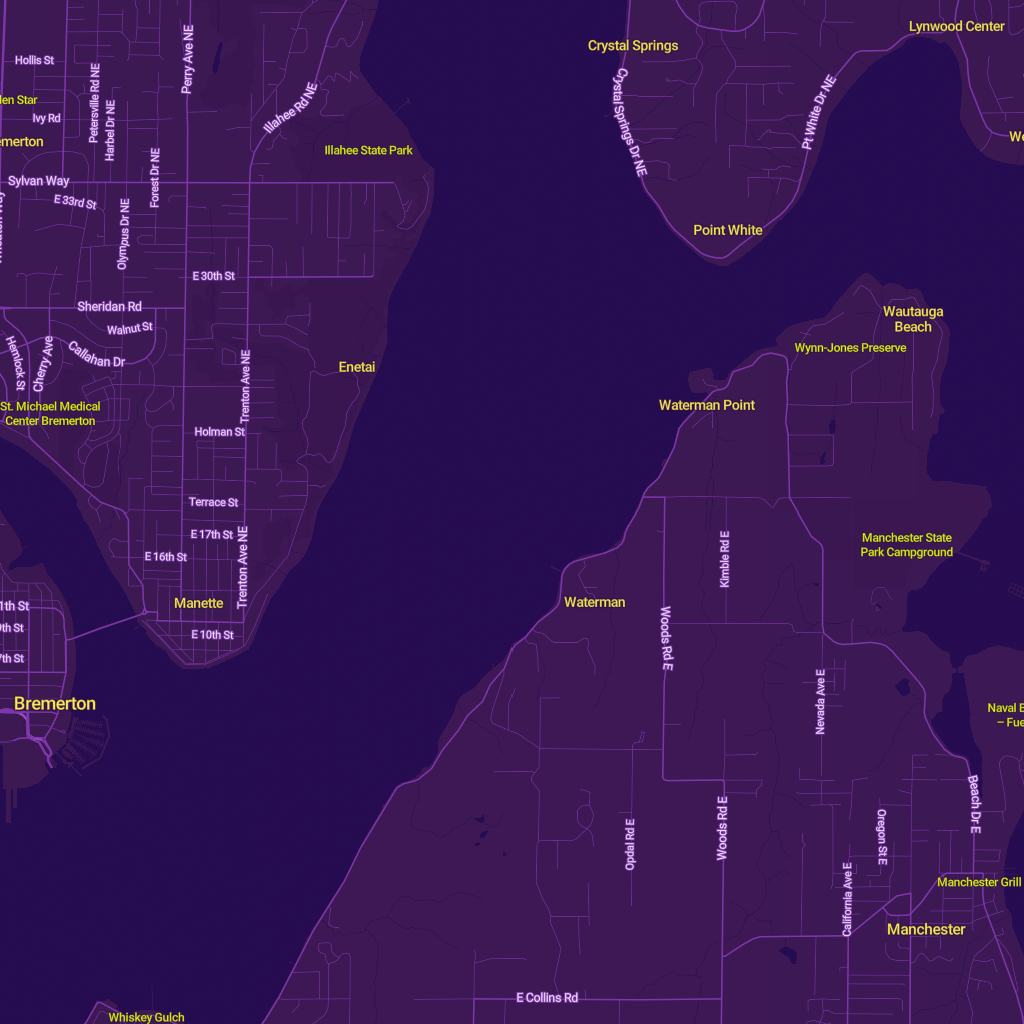 Lynwood Center
Crystal Springs
Hollis St
Perry Ave NE
Petersville Rd NE
Harbel Dr NE
Illahee Rd NE
Crystal Springs Dr NE
Pt White Dr NE
Ivy Rd
Illahee State Park
Forest Dr NE
Sylvan Way
E 33rd St
Olympus Dr NE
Point White
E 30th St
Sheridan Rd
Walnut St
Wautauga
Beach
Wynn-Jones Preserve
Hemlock St
Cherry Ave
Callahan Dr
Enetai
Trenton Ave NE
St. Michael Medical
Center Bremerton
Waterman Point
Holman St
Terrace St
E 17th St
E 16th St
Trenton Ave NE
Kimble Rd E
Manchester State
Park Campground
Manette
Waterman
E 10th St
Woods Rd E
Nevada Ave E
Bremerton
Beach Dr E
Opdal Rd E
Woods Rd E
Oregon St E
California Ave E
Manchester Grill
Manchester
E Collins Rd
Whiskey Gulch